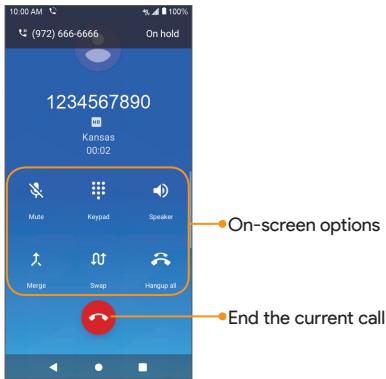 10:00 AM 100%
(972) 666-6666 On hold
1234567890
HD
Kansas
00:02
Mute Keypad Speaker
On-screen options
Merge Swap Hangup all
End the current call